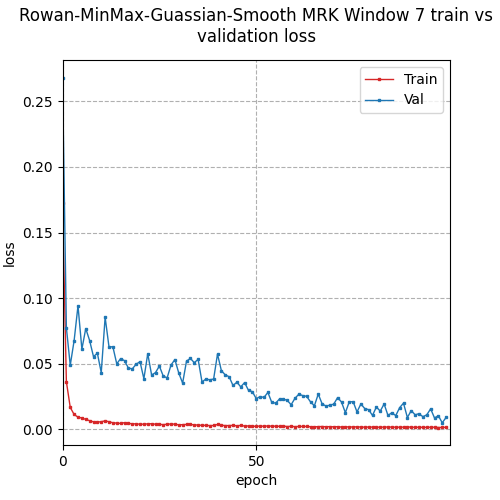 Rowan-MinMax-Guassian-Smooth MRK Window 7 train vs
validation loss
Train
Val
0.25
0.20
0.15
0.10
0.05
0.00
loss
0
50
epoch